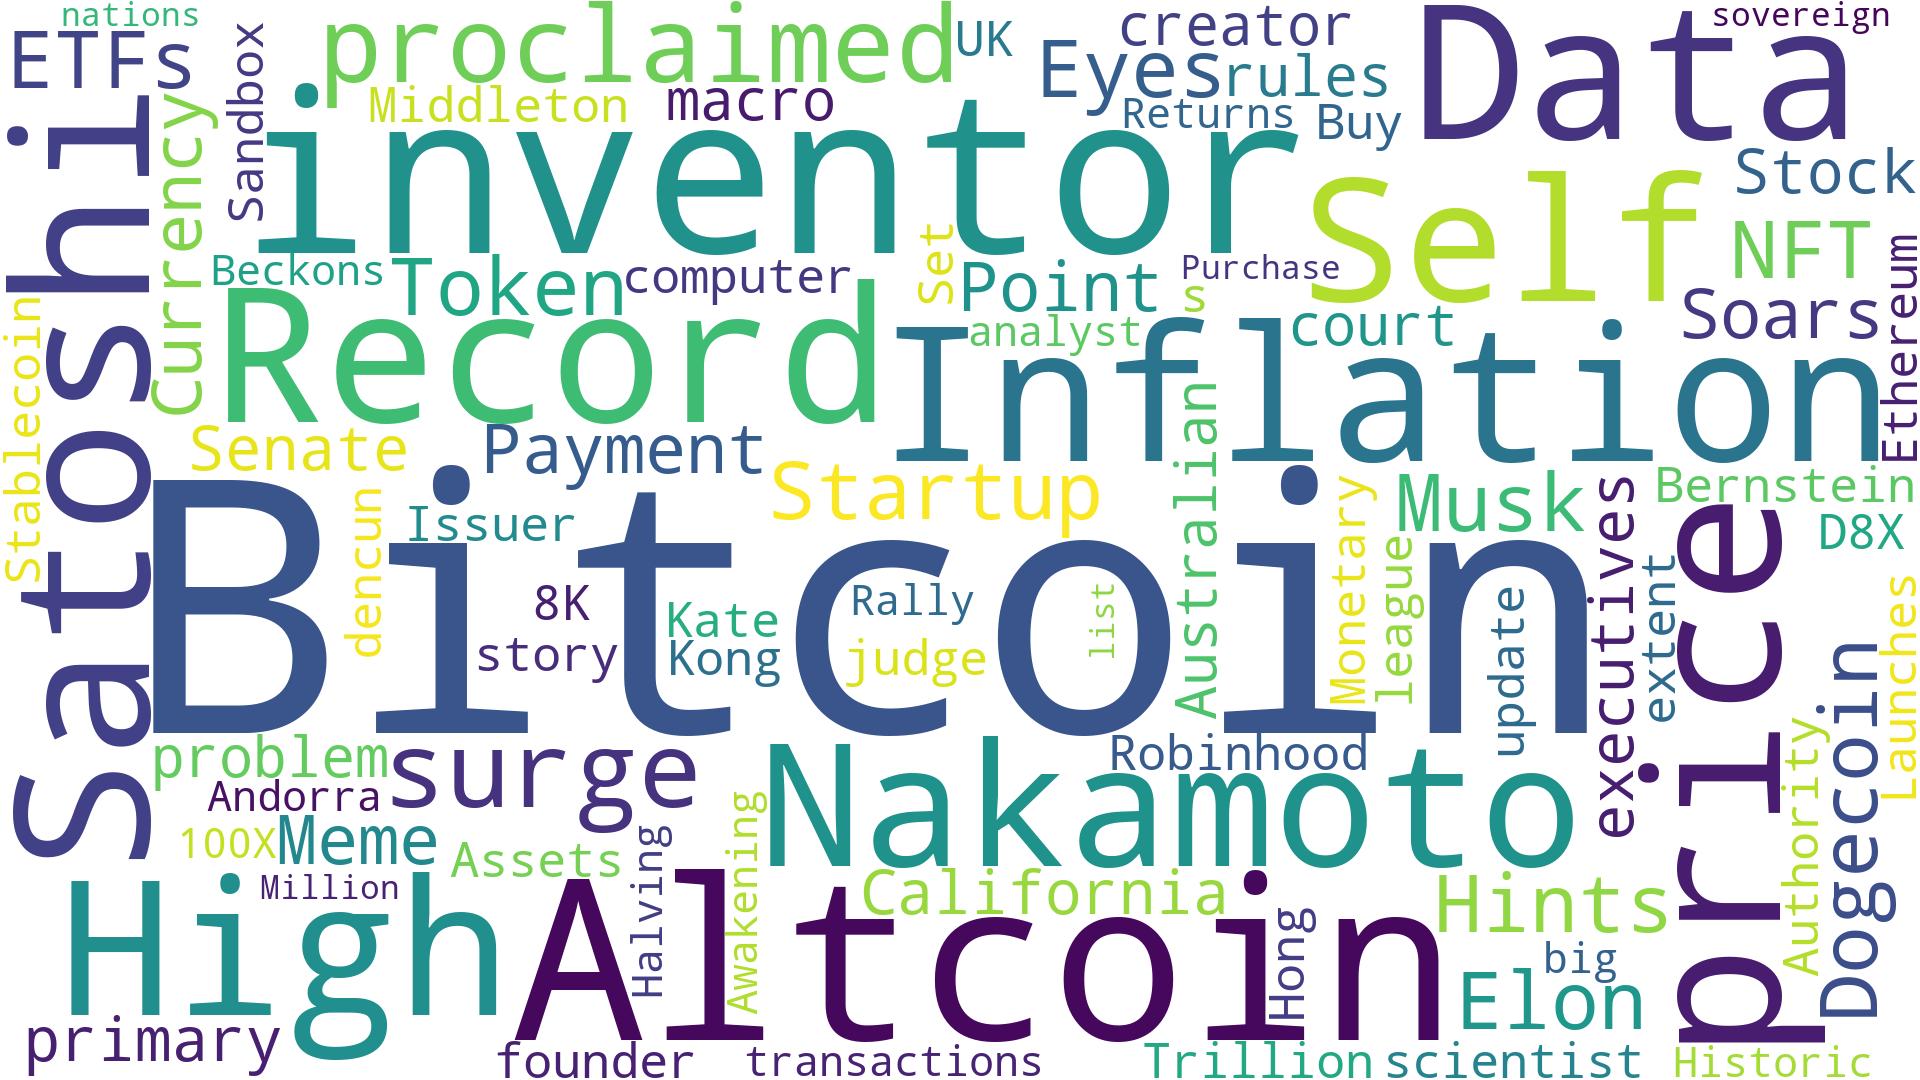 nations
sovereign
ETFs
Sandbox
proclaimed
UK
creator
Data
Eyes
rules
Middleton
macro
Returns
Buy
Satoshi
Currency
inventor
Stock
Self
NFT
Beckons
Token
computer
Set
Point
Purchase
s
Soars
Ethereum
Record
analyst
court
Stablecoin
Inflation
Australian
Senate
Payment
Startup
Musk
Bernstein
Monetary
executives
price
dencun
Issuer
D8X
Bitcoin
league
8K
Kate
Rally
list
update
extent
Launches
story
Kong
judge
problem
surge
Nakamoto
Robinhood
Dogecoin
Andorra
Authority
100X
Meme
Assets
Halving
Awakening
California
Hints
High
Million
Altcoin
Hong
big
Elon
primary
founder
transactions
Trillion
scientist
Historic